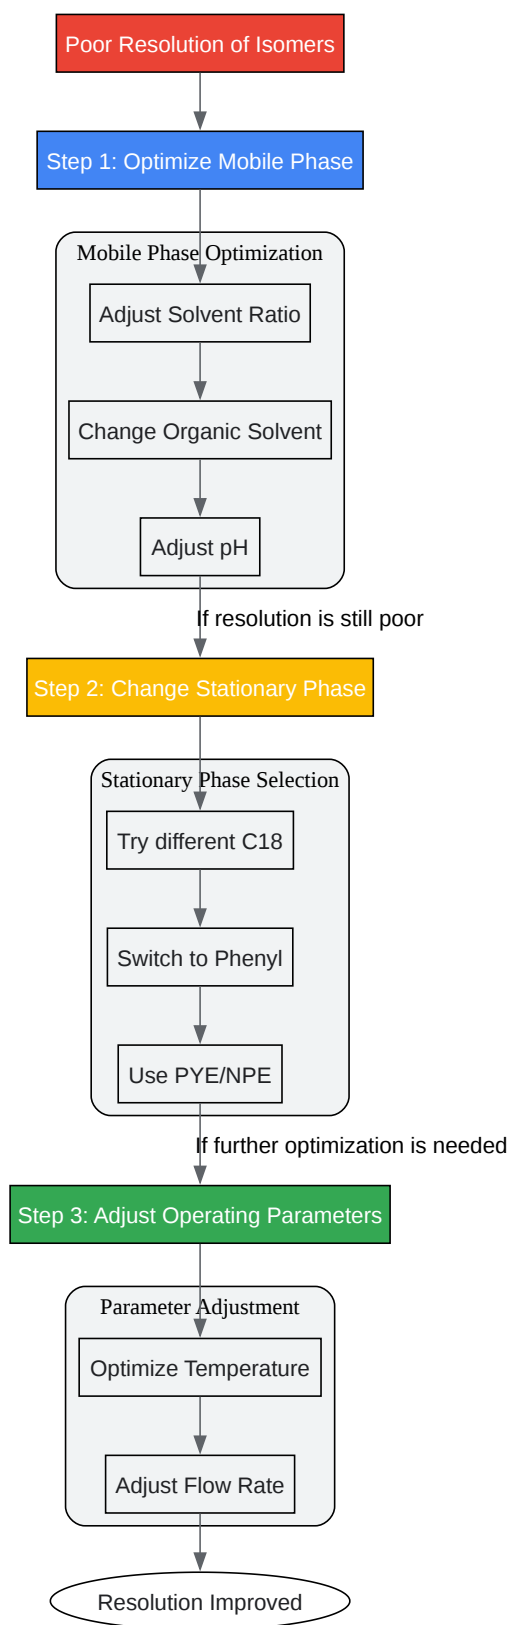 Poor Resolution of Isomers
Step 1: Optimize Mobile Phase
Mobile Phase Optimization
Adjust Solvent Ratio
Change Organic Solvent
Adjust pH
If resolution is still poor
Step 2: Change Stationary Phase
Stationary Phase Selection
Try different C18
Switch to Phenyl
Use PYE/NPE
If further optimization is needed
Step 3: Adjust Operating Parameters
Parameter Adjustment
Optimize Temperature
Adjust Flow Rate
Resolution Improved